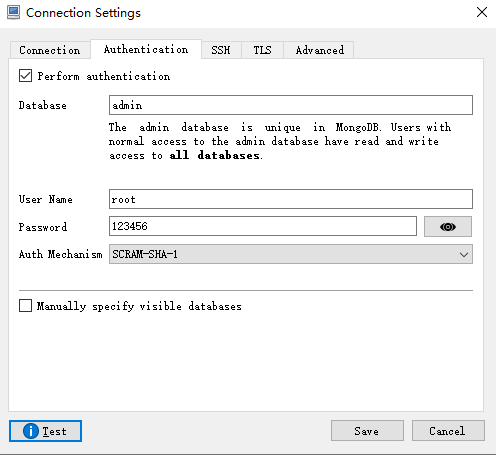 Connection Settings
Connection Authentication SSH TLS Advanced
Perform authentication
Database admin
The admin database is unique in MongoDB. Users with
normal access to the admin database have read and write
access to all databases.
User Name root
Password 123456
Auth Mechanism SCRAM-SHA-1
Manually specify visible databases
Test Save Cancel